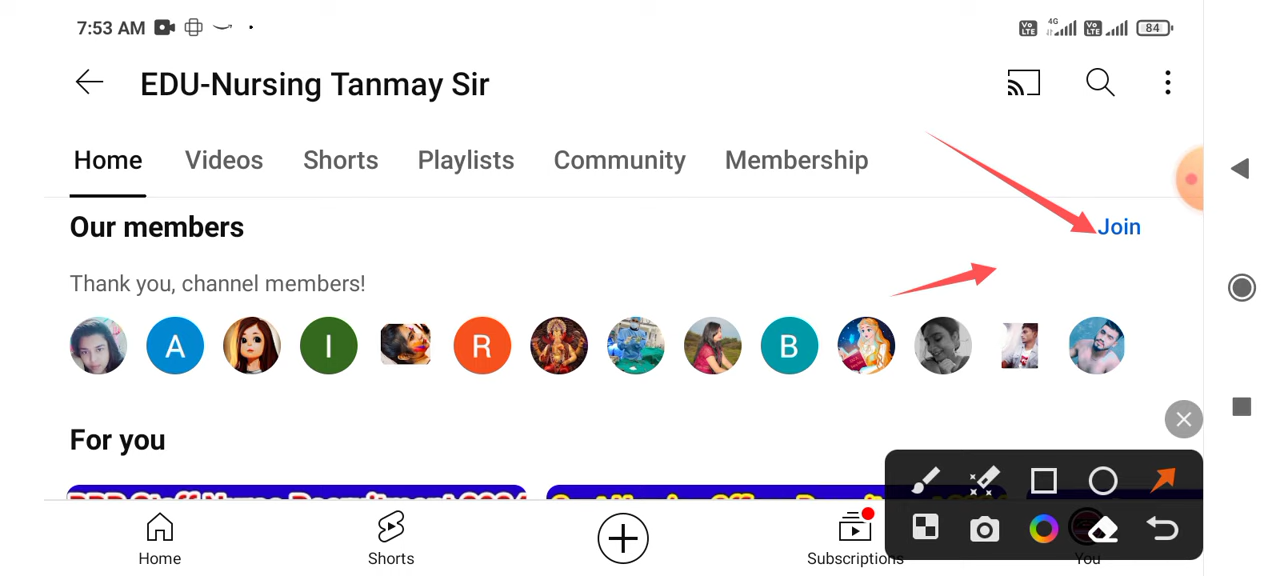 7:53 AM
4G
84
EDU-Nursing Tanmay Sir
Home Videos Shorts Playlists Community Membership
Our members
Join
Thank you, channel members!
A I R B
For you
Home Shorts Subscriptions You